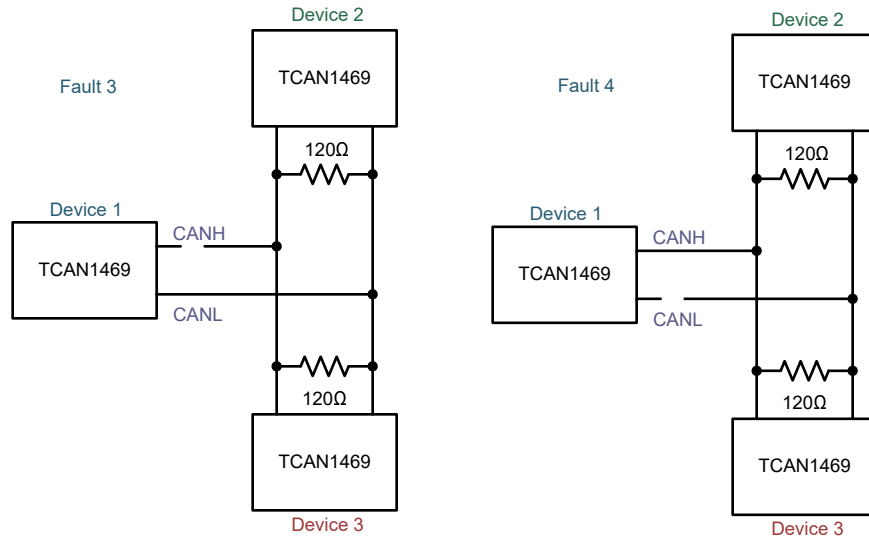 Device 2
TCAN1469
Fault 3
120Ω
Device 1
CANH
TCAN1469
CANL
120Ω
TCAN1469
Device 3
Device 2
TCAN1469
Fault 4
120Ω
Device 1
CANH
TCAN1469
CANL
120Ω
TCAN1469
Device 3